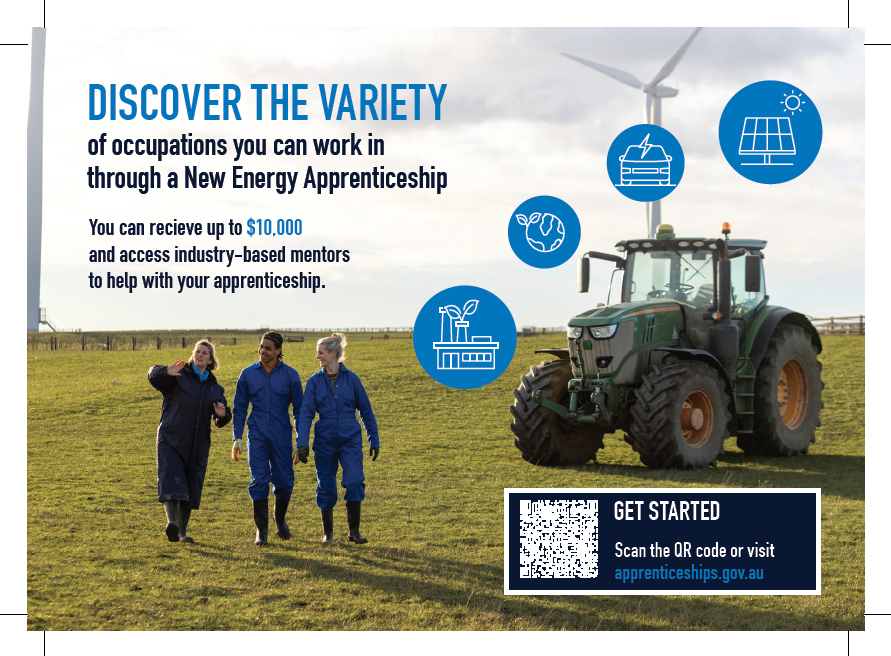 DISCOVER THE VARIETY
of occupations you can work in
through a New Energy Apprenticeship
You can recieve up to $10,000
and access industry-based mentors
to help with your apprenticeship.
GET STARTED
Scan the QR code or visit
apprenticeships.gov.au